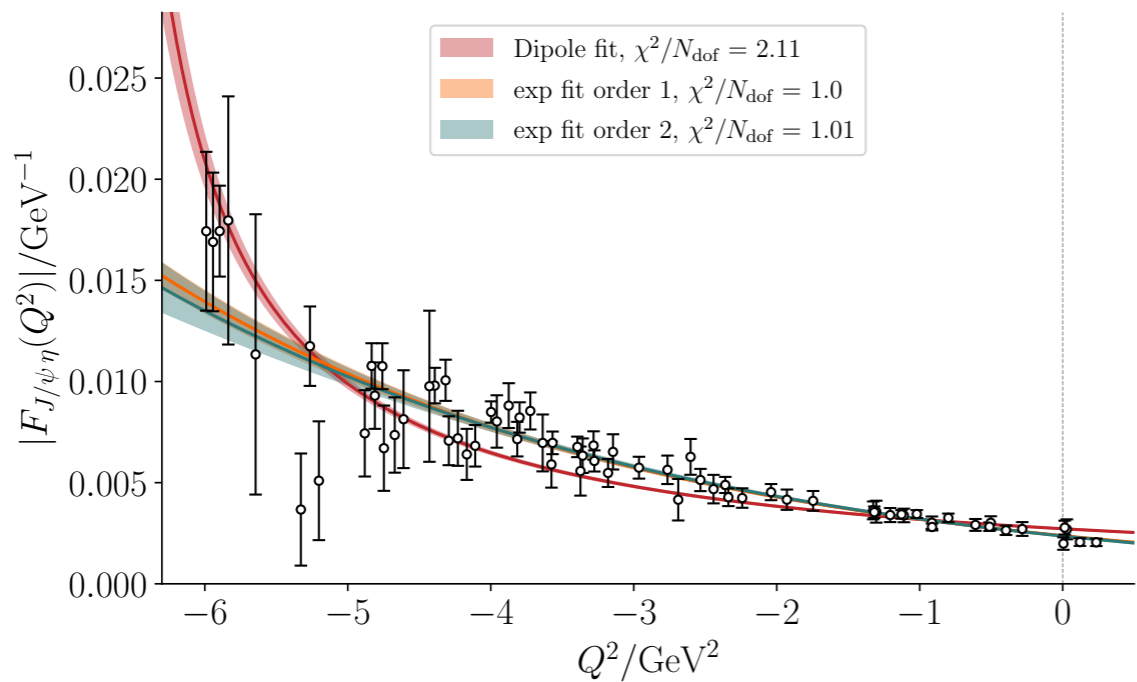 Dipole fit, χ²/N_dof = 2.11
exp fit order 1, χ²/N_dof = 1.0
exp fit order 2, χ²/N_dof = 1.01
|F_{J/ψ η}(Q²)|/GeV⁻¹
0.025
0.020
0.015
0.010
0.005
0.000
−6 −5 −4 −3 −2 −1 0
Q²/GeV²